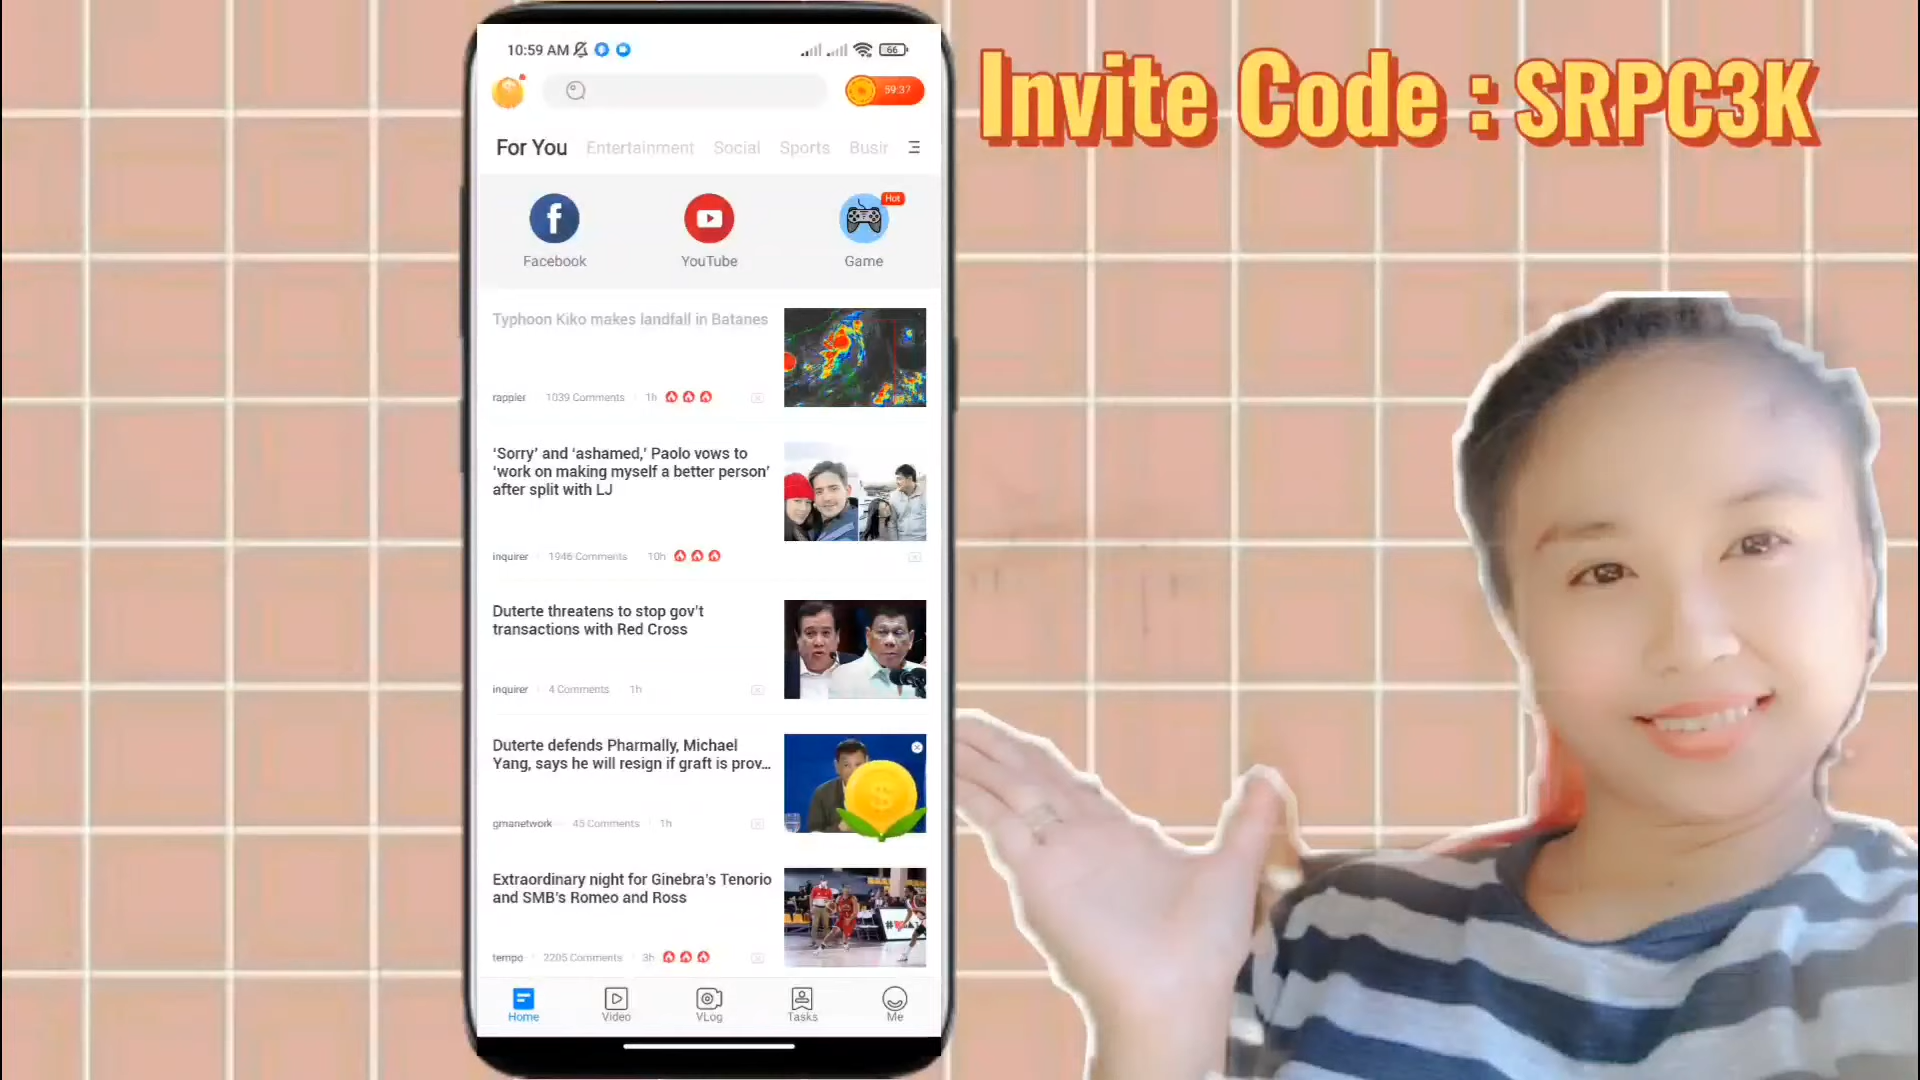 Invite Code : SRPC3K
10:59 AM
66
59:37
For You Entertainment Social Sports Busir
Hot
Facebook YouTube Game
Typhoon Kiko makes landfall in Batanes
rappler 1039 Comments 1h
‘Sorry’ and ‘ashamed,’ Paolo vows to
‘work on making myself a better person’
after split with LJ
inquirer 1946 Comments 10h
Duterte threatens to stop gov't
transactions with Red Cross
inquirer 4 Comments 1h
Duterte defends Pharmally, Michael
Yang, says he will resign if graft is prov...
gmanetwork 45 Comments 1h
Extraordinary night for Ginebra's Tenorio
and SMB's Romeo and Ross
tempo 2205 Comments 3h
Home Video VLog Tasks Me